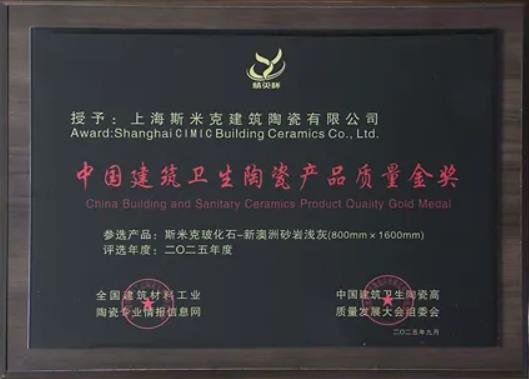 授予：上海斯米克建筑陶瓷有限公司
Award:Shanghai CIMIC Building Ceramics Co., Ltd.
中国建筑卫生陶瓷产品质量金奖
China Building and Sanitary Ceramics Product Quality Gold Medal
参选产品：斯米克玻化石–新澳洲砂岩浅灰(800mm×1600mm)
评选年度：二〇二五年度
全国建筑材料工业
陶瓷专业情报信息网
中国建筑卫生陶瓷高
质量发展大会组委会
二〇二五年九月